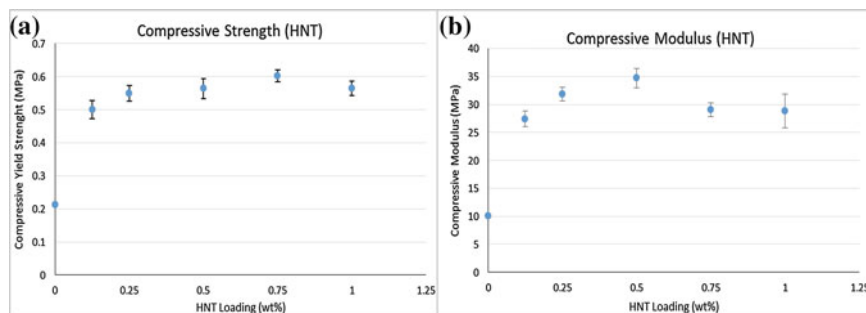 (a)
Compressive Strength (HNT)
0.7
0.6
0.5
0.4
0.3
0.2
0.1
0
Compressive Yield Strenght (MPa)
0 0.25 0.5 0.75 1 1.25
HNT Loading (wt%)
(b)
Compressive Modulus (HNT)
40
35
30
25
20
15
10
5
0
Compressive Modulus (MPa)
0 0.25 0.5 0.75 1 1.25
HNT Loading (wt%)